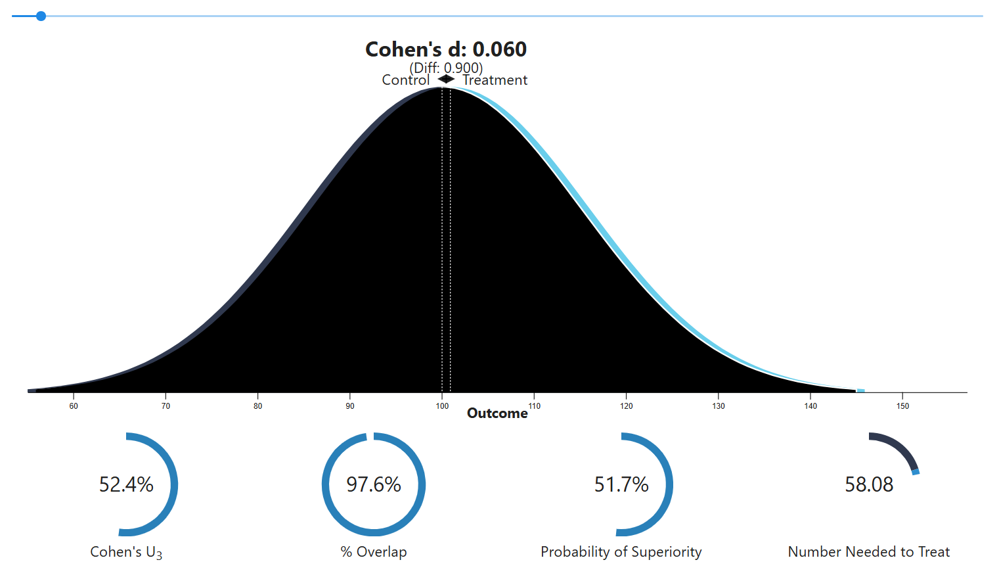 Cohen's d: 0.060
(Diff: 0.900)
Control Treatment
60 70 80 90 100 110 120 130 140 150
Outcome
52.4% 97.6% 51.7% 58.08
Cohen's U3 % Overlap Probability of Superiority Number Needed to Treat